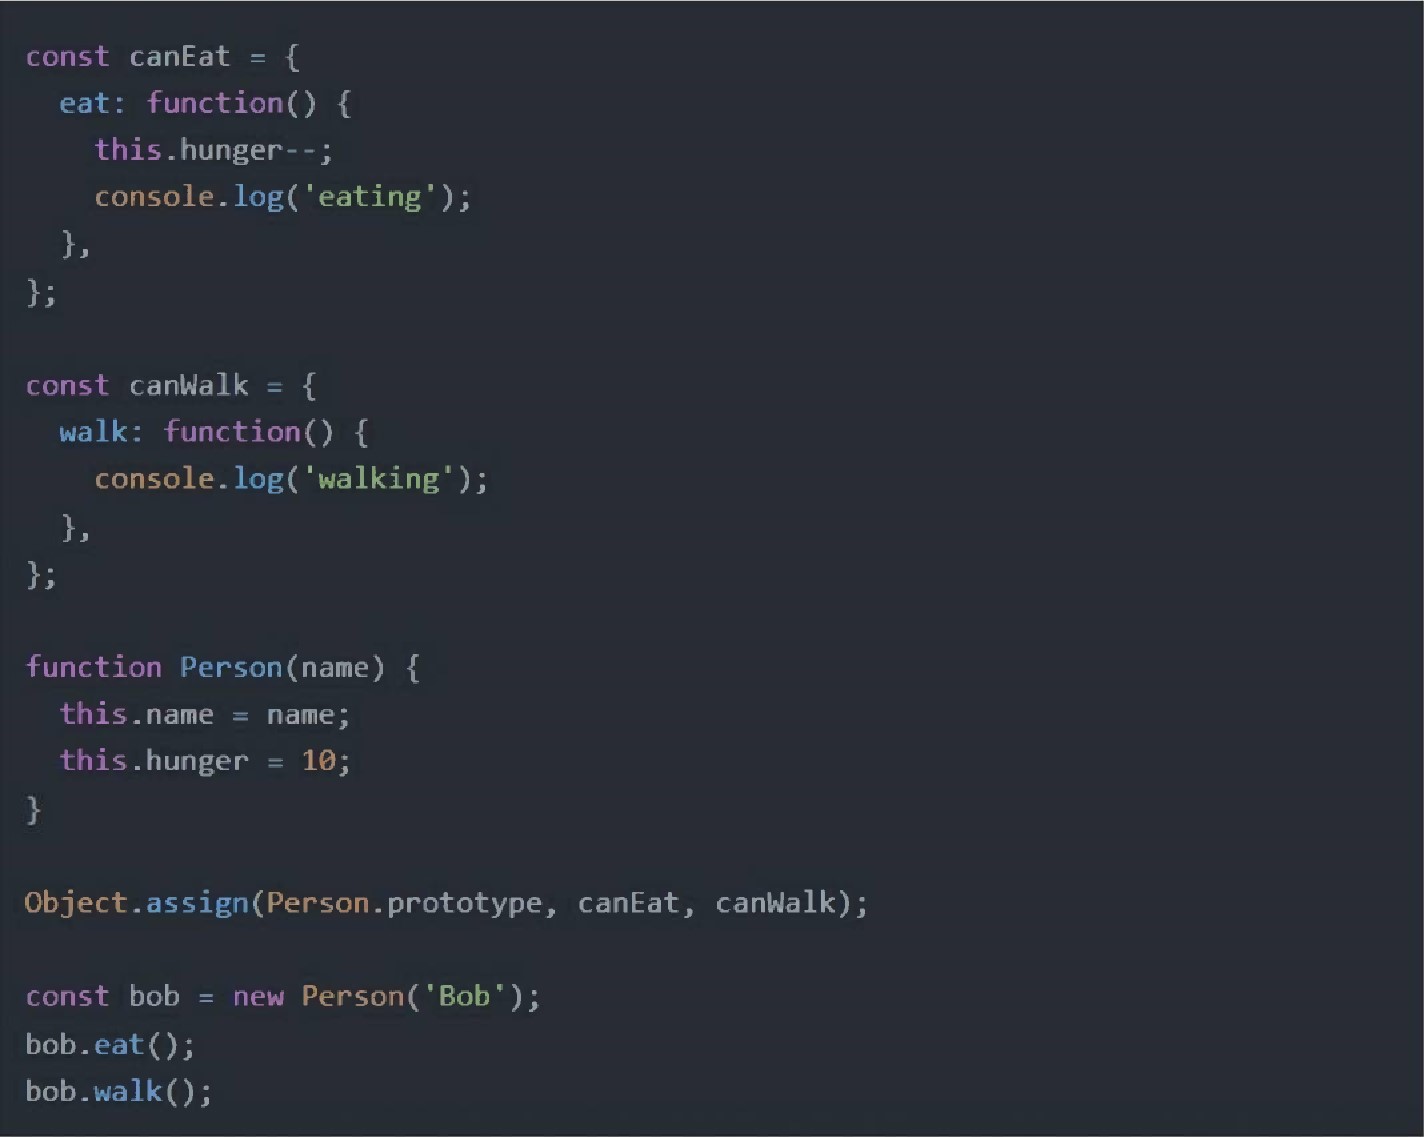 const canEat = {
  eat: function() {
    this.hunger--;
    console.log('eating');
  },
};

const canWalk = {
  walk: function() {
    console.log('walking');
  },
};

function Person(name) {
  this.name = name;
  this.hunger = 10;
}

Object.assign(Person.prototype, canEat, canWalk);

const bob = new Person('Bob');
bob.eat();
bob.walk();